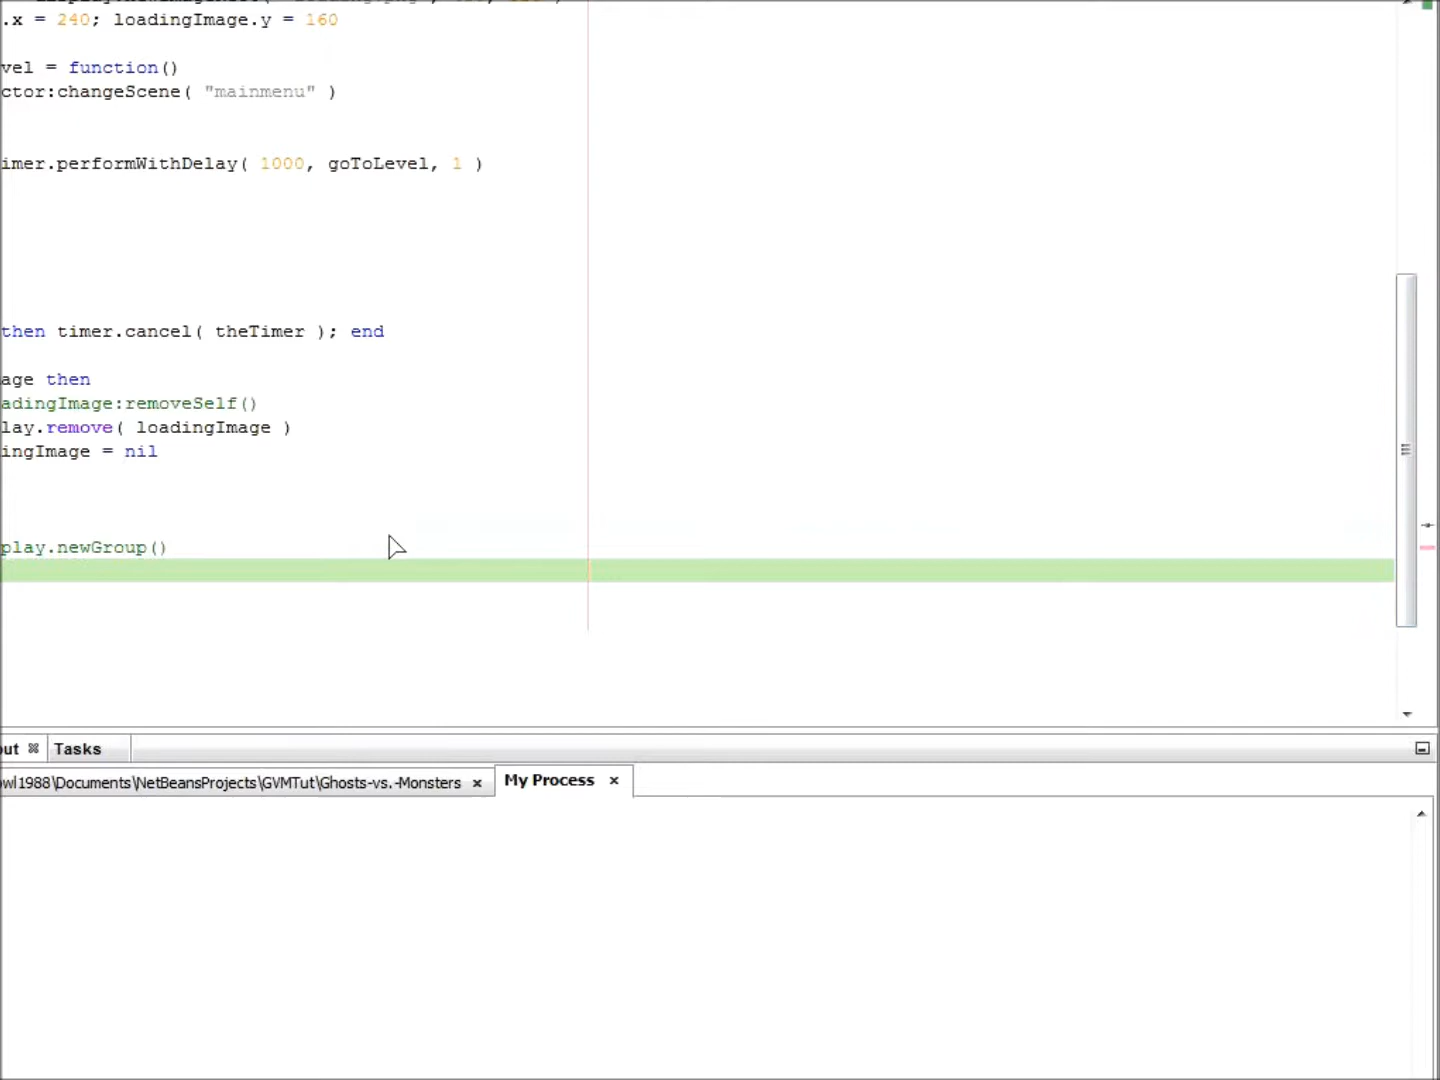 .x = 240; loadingImage.y = 160
vel = function()
ctor:changeScene( "mainmenu" )
imer.performWithDelay( 1000, goToLevel, 1 )
then timer.cancel( theTimer ); end
age then
adingImage:removeSelf()
lay.remove( loadingImage )
ingImage = nil
play.newGroup()
out Tasks
owl1988\Documents\NetBeansProjects\GVMTut\Ghosts-vs.-Monsters My Process